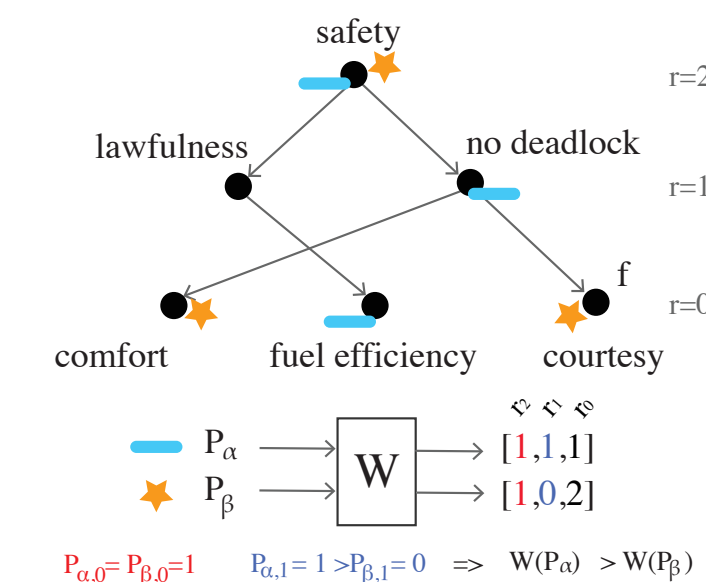 safety
r=2
lawfulness
no deadlock
r=1
f
r=0
comfort
fuel efficiency
courtesy
r₂ r₁ r₀
Pα
W
[1,1,1]
Pβ
[1,0,2]
Pα,0= Pβ,0=1 Pα,1= 1 >Pβ,1= 0 => W(Pα) > W(Pβ)